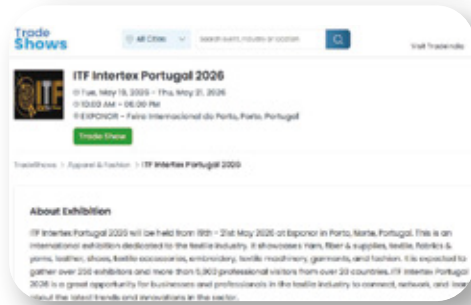 Trade
Shows
All Cities
Search event, industry or location
Visit Tradeindia
ITF
ITF Intertex Portugal 2026
Tue, May 19, 2026 - Thu, May 21, 2026
10:00 AM - 06:00 PM
EXPONOR - Feira Internacional do Porto, Porto, Portugal
Trade Show
TradeShows > Apparel & Fashion > ITF Intertex Portugal 2026
About Exhibition
ITF Intertex Portugal 2026 will be held from 19th - 21st May 2026 at Exponor in Porto, Norte, Portugal. This is an
international exhibition dedicated to the textile industry. It showcases Yarn, fiber & supplies, textile, fabrics &
yarns, leather, shoes, textile accessories, embroidery, textile machinery, garments, and fashion. It is expected to
gather over 250 exhibitors and more than 5,000 professional visitors from over 20 countries. ITF Intertex Portugal
2026 is a great opportunity for businesses and professionals in the textile industry to connect, network, and lear
about the latest trends and innovations in the sector.